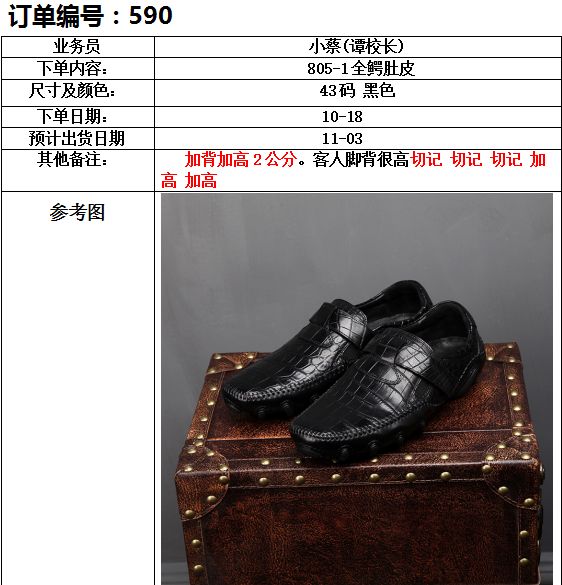 订单编号：590
业务员 小蔡(谭校长)
下单内容： 805-1全鳄肚皮
尺寸及颜色： 43码 黑色
下单日期： 10-18
预计出货日期 11-03
其他备注： 加背加高2公分。客人脚背很高切记 切记 切记 加
高 加高
参考图